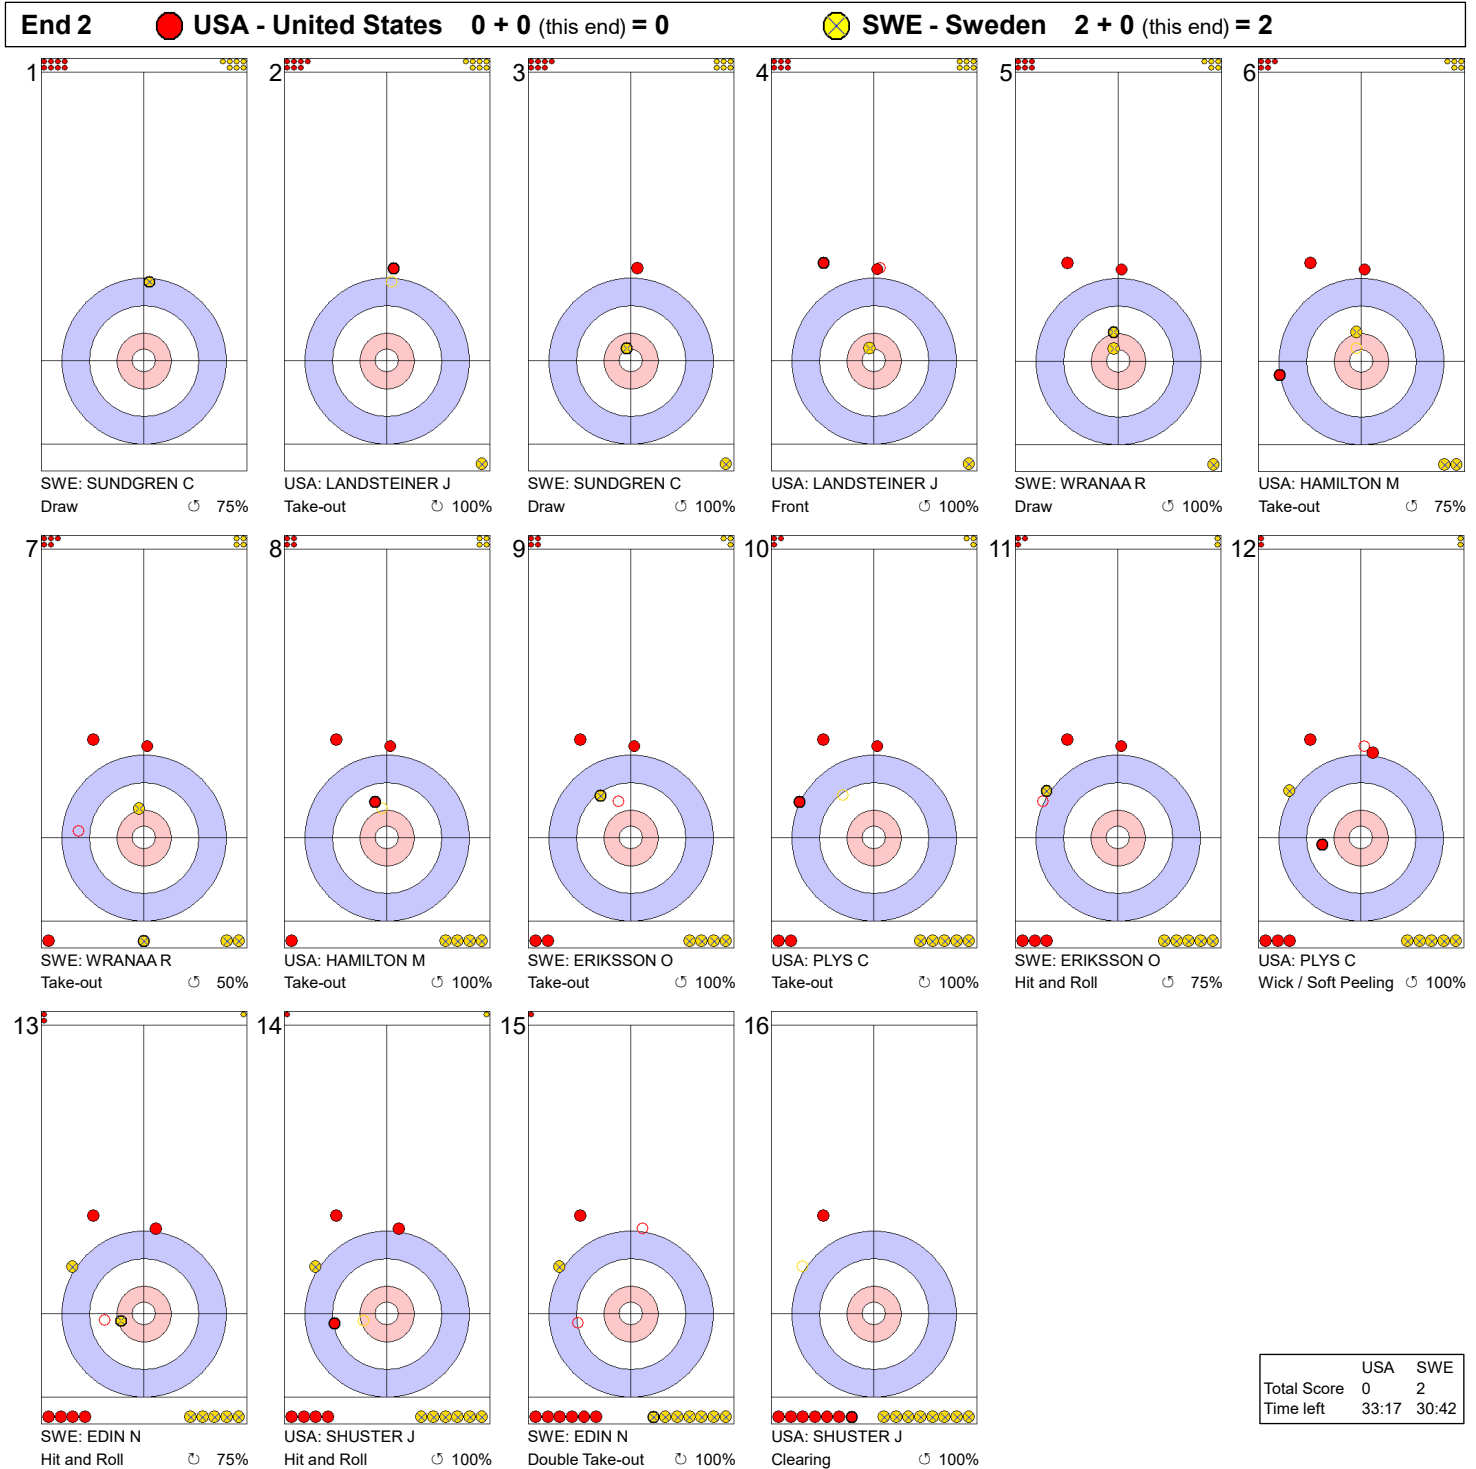 End 2 USA - United States 0 + 0 (this end) = 0 SWE - Sweden 2 + 0 (this end) = 2
1 2 3 4 5 6
SWE: SUNDGREN C USA: LANDSTEINER J SWE: SUNDGREN C USA: LANDSTEINER J SWE: WRANAA R USA: HAMILTON M
Draw ↺ 75% Take-out ↻ 100% Draw ↺ 100% Front ↺ 100% Draw ↺ 100% Take-out ↺ 75%
7 8 9 10 11 12
SWE: WRANAA R USA: HAMILTON M SWE: ERIKSSON O USA: PLYS C SWE: ERIKSSON O USA: PLYS C
Take-out ↺ 50% Take-out ↺ 100% Take-out ↺ 100% Take-out ↻ 100% Hit and Roll ↺ 75% Wick / Soft Peeling ↺ 100%
13 14 15 16
SWE: EDIN N USA: SHUSTER J SWE: EDIN N USA: SHUSTER J
Hit and Roll ↻ 75% Hit and Roll ↺ 100% Double Take-out ↻ 100% Clearing ↺ 100%
USA SWE
Total Score 0 2
Time left 33:17 30:42